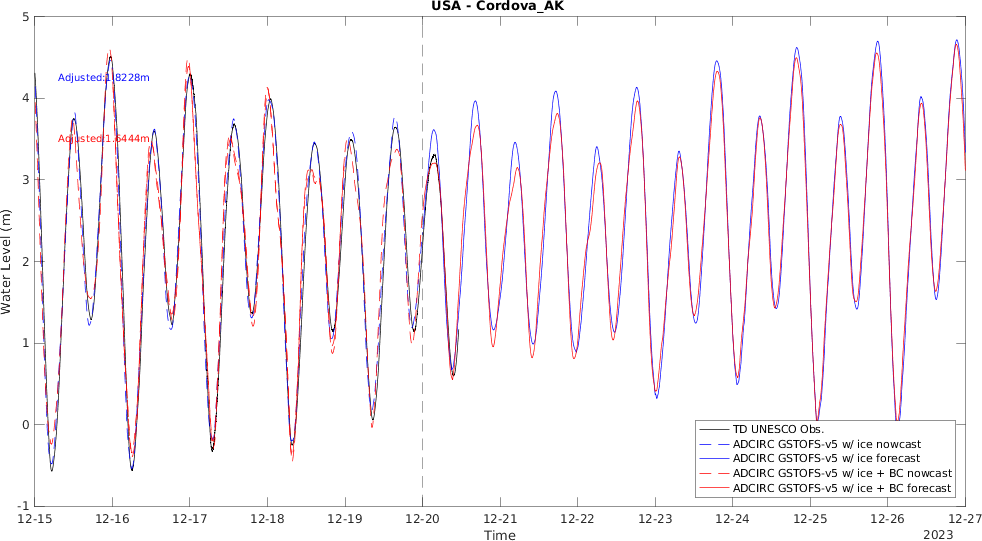 USA - Cordova_AK
5
4
3
2
1
0
-1
Water Level (m)
Adjusted:1.8228m
Adjusted:1.6444m
TD UNESCO Obs.
ADCIRC GSTOFS-v5 w/ ice nowcast
ADCIRC GSTOFS-v5 w/ ice forecast
ADCIRC GSTOFS-v5 w/ ice + BC nowcast
ADCIRC GSTOFS-v5 w/ ice + BC forecast
12-15 12-16 12-17 12-18 12-19 12-20 12-21 12-22 12-23 12-24 12-25 12-26 12-27
Time
2023